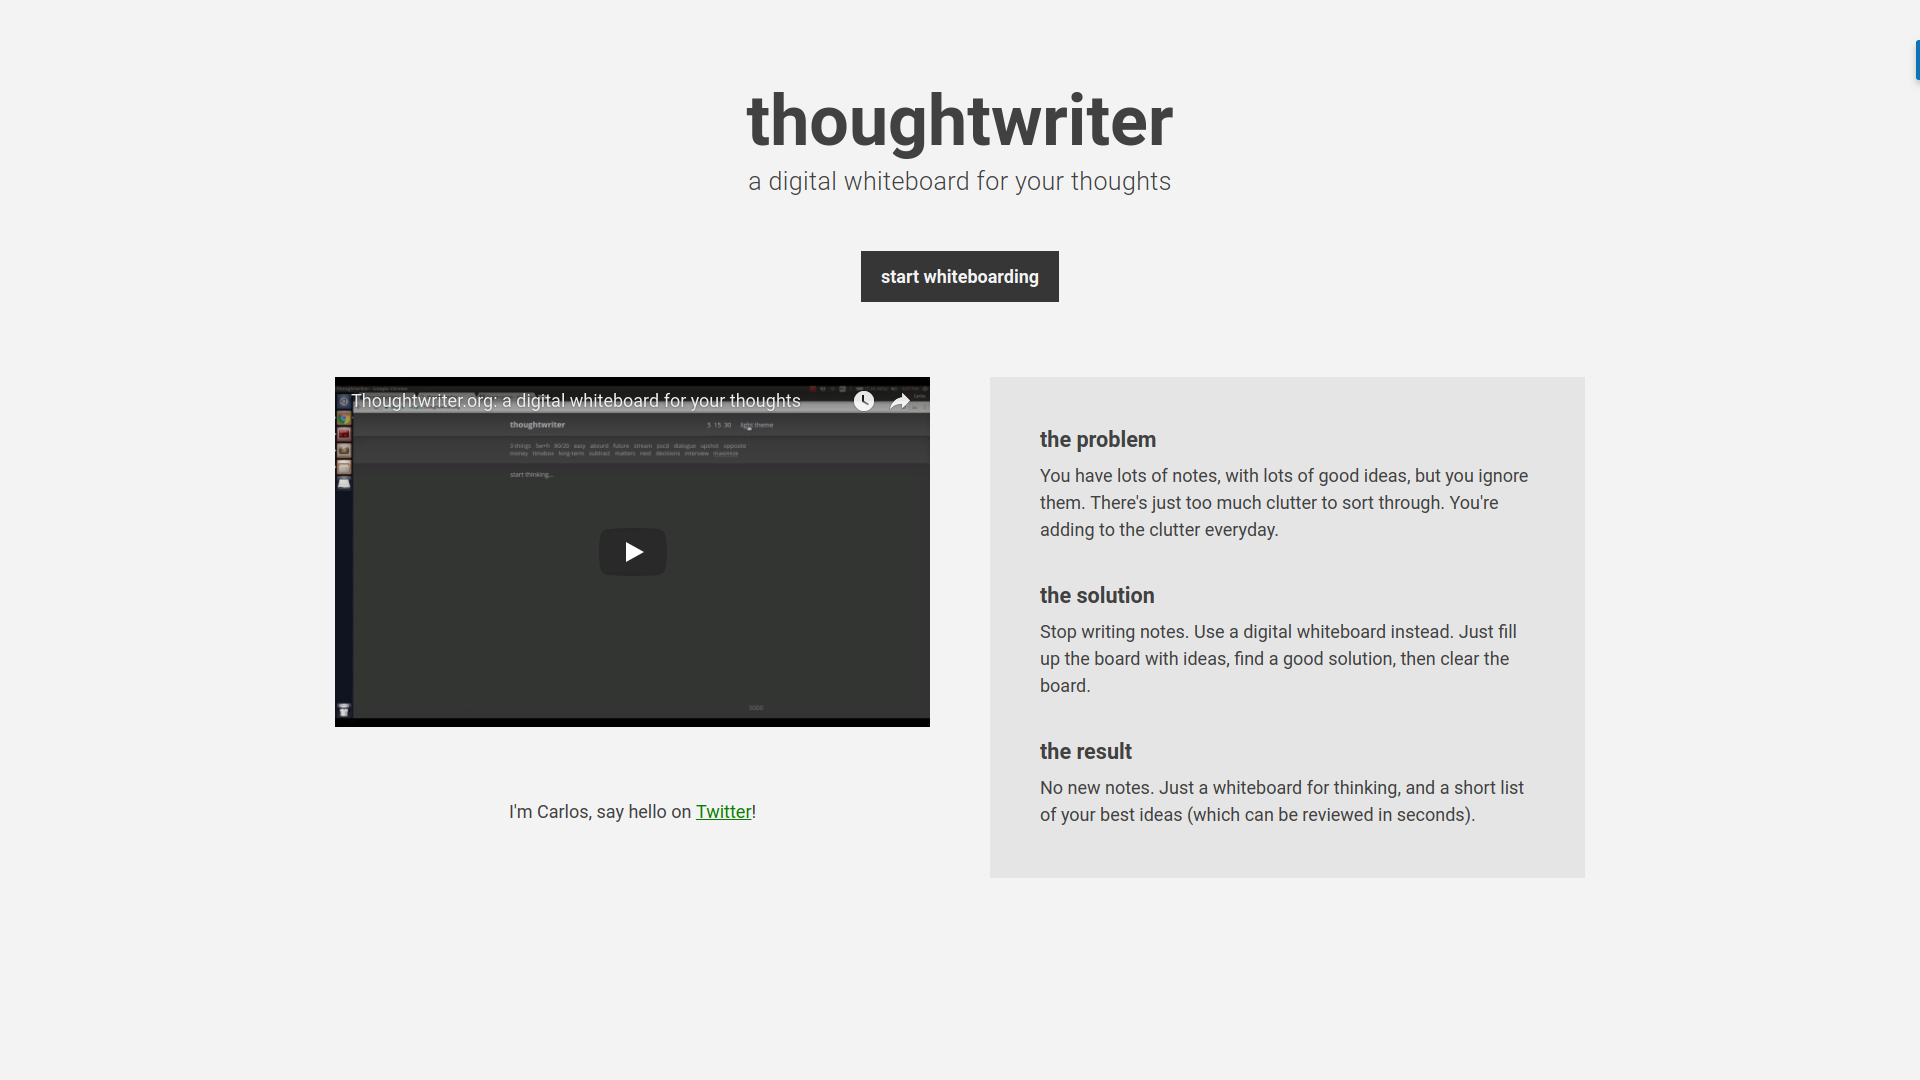 thoughtwriter
a digital whiteboard for your thoughts
start whiteboarding
Thoughtwriter.org: a digital whiteboard for your thoughts
thoughtwriter
5 15 30 light theme
3 things 5w+h 80/20 easy absurd future stream pscd dialogue upshot opposite
money timebox long-term subtract matters next decisions interview maximize
start thinking...
3000
I'm Carlos, say hello on Twitter!
the problem
You have lots of notes, with lots of good ideas, but you ignore
them. There's just too much clutter to sort through. You're
adding to the clutter everyday.
the solution
Stop writing notes. Use a digital whiteboard instead. Just fill
up the board with ideas, find a good solution, then clear the
board.
the result
No new notes. Just a whiteboard for thinking, and a short list
of your best ideas (which can be reviewed in seconds).